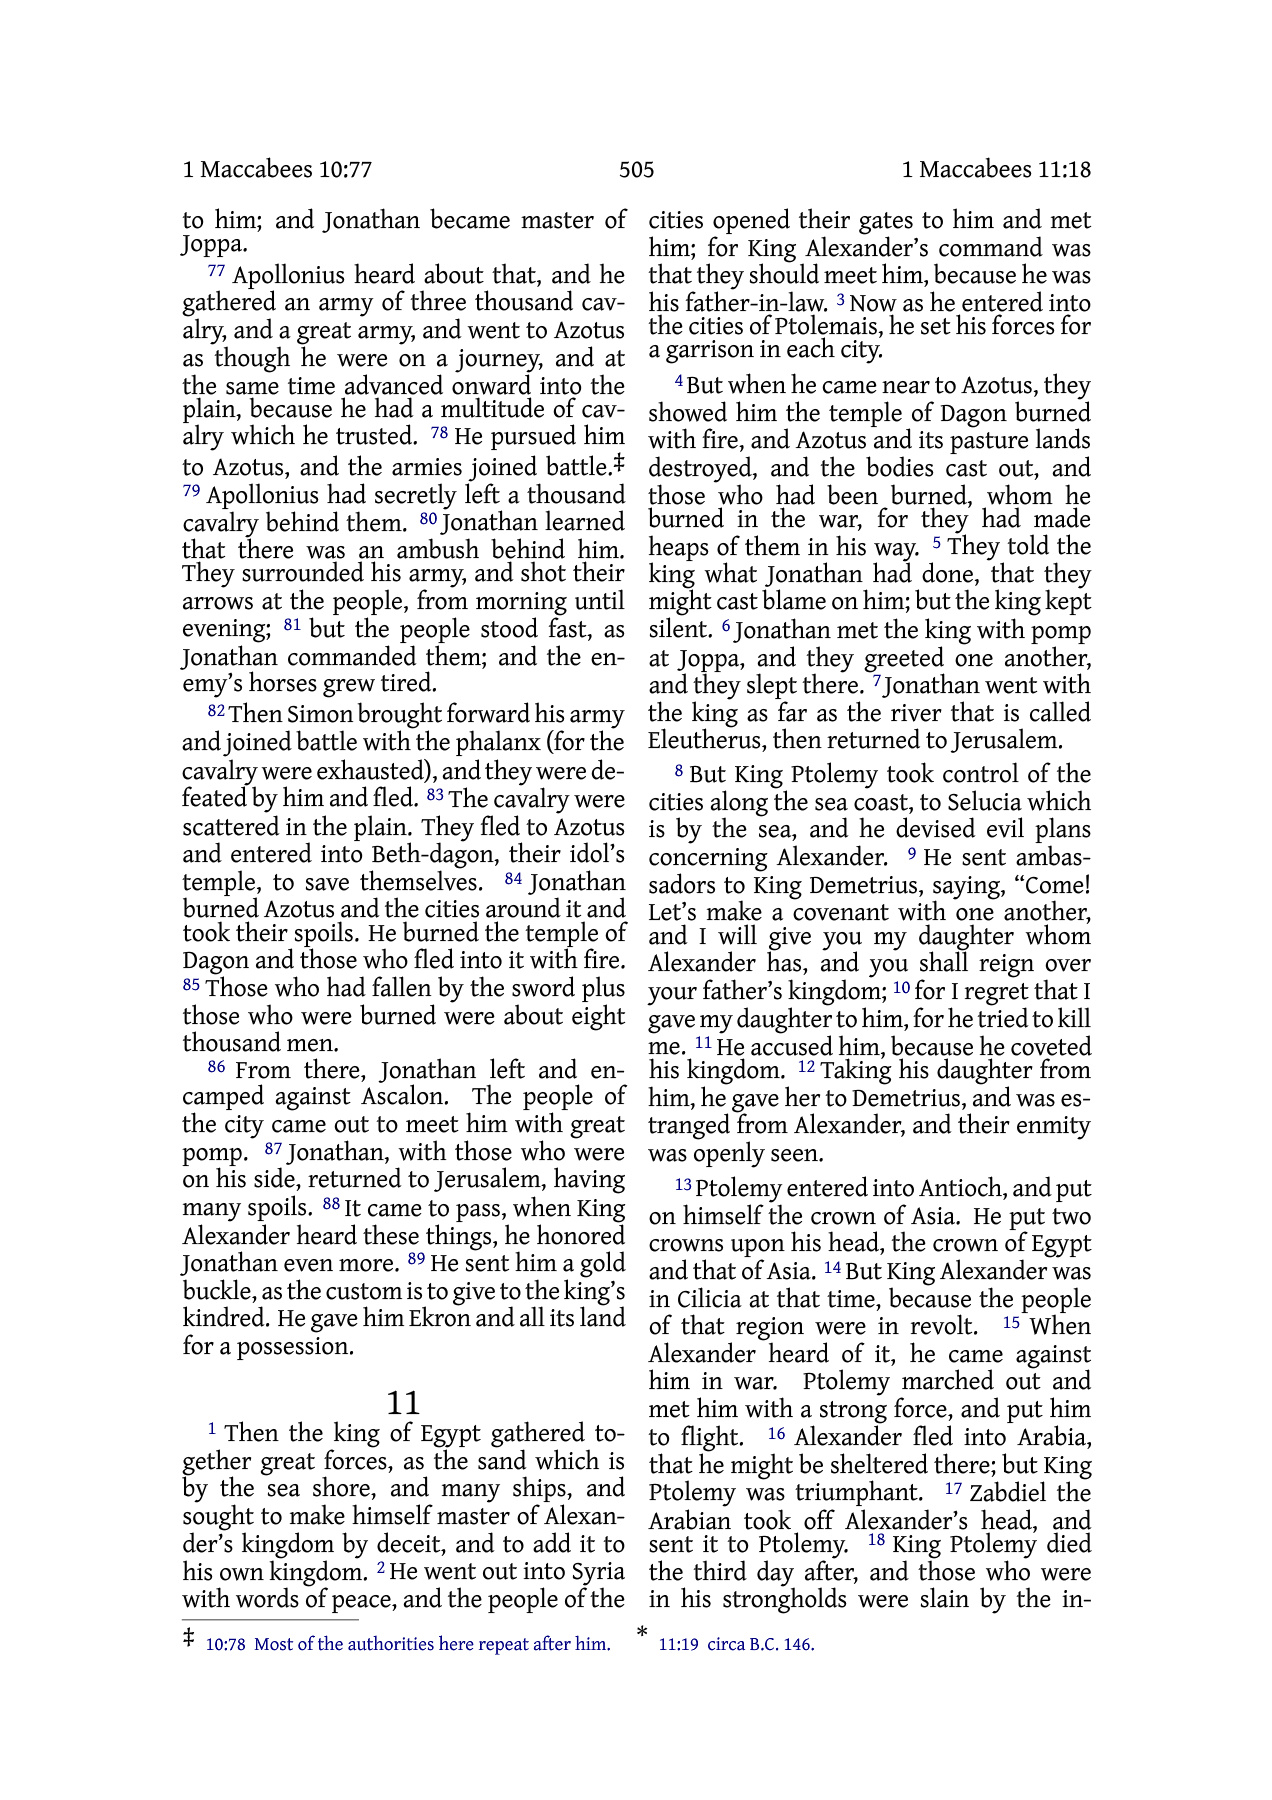 1 Maccabees 10:77 505 1 Maccabees 11:18
to him; and Jonathan became master of
Joppa.
77 Apollonius heard about that, and he
gathered an army of three thousand cav-
alry, and a great army, and went to Azotus
as though he were on a journey, and at
the same time advanced onward into the
plain, because he had a multitude of cav-
alry which he trusted. 78 He pursued him
to Azotus, and the armies joined battle.‡
79 Apollonius had secretly left a thousand
cavalry behind them. 80 Jonathan learned
that there was an ambush behind him.
They surrounded his army, and shot their
arrows at the people, from morning until
evening; 81 but the people stood fast, as
Jonathan commanded them; and the en-
emy's horses grew tired.
82 Then Simon brought forward his army
and joined battle with the phalanx (for the
cavalry were exhausted), and they were de-
feated by him and fled. 83 The cavalry were
scattered in the plain. They fled to Azotus
and entered into Beth-dagon, their idol's
temple, to save themselves. 84 Jonathan
burned Azotus and the cities around it and
took their spoils. He burned the temple of
Dagon and those who fled into it with fire.
85 Those who had fallen by the sword plus
those who were burned were about eight
thousand men.
86 From there, Jonathan left and en-
camped against Ascalon. The people of
the city came out to meet him with great
pomp. 87 Jonathan, with those who were
on his side, returned to Jerusalem, having
many spoils. 88 It came to pass, when King
Alexander heard these things, he honored
Jonathan even more. 89 He sent him a gold
buckle, as the custom is to give to the king's
kindred. He gave him Ekron and all its land
for a possession.
11
1 Then the king of Egypt gathered to-
gether great forces, as the sand which is
by the sea shore, and many ships, and
sought to make himself master of Alexan-
der's kingdom by deceit, and to add it to
his own kingdom. 2 He went out into Syria
with words of peace, and the people of the
cities opened their gates to him and met
him; for King Alexander's command was
that they should meet him, because he was
his father-in-law. 3 Now as he entered into
the cities of Ptolemais, he set his forces for
a garrison in each city.
4 But when he came near to Azotus, they
showed him the temple of Dagon burned
with fire, and Azotus and its pasture lands
destroyed, and the bodies cast out, and
those who had been burned, whom he
burned in the war, for they had made
heaps of them in his way. 5 They told the
king what Jonathan had done, that they
might cast blame on him; but the king kept
silent. 6 Jonathan met the king with pomp
at Joppa, and they greeted one another,
and they slept there. 7 Jonathan went with
the king as far as the river that is called
Eleutherus, then returned to Jerusalem.
8 But King Ptolemy took control of the
cities along the sea coast, to Selucia which
is by the sea, and he devised evil plans
concerning Alexander. 9 He sent ambas-
sadors to King Demetrius, saying, “Come!
Let's make a covenant with one another,
and I will give you my daughter whom
Alexander has, and you shall reign over
your father's kingdom; 10 for I regret that I
gave my daughter to him, for he tried to kill
me. 11 He accused him, because he coveted
his kingdom. 12 Taking his daughter from
him, he gave her to Demetrius, and was es-
tranged from Alexander, and their enmity
was openly seen.
13 Ptolemy entered into Antioch, and put
on himself the crown of Asia. He put two
crowns upon his head, the crown of Egypt
and that of Asia. 14 But King Alexander was
in Cilicia at that time, because the people
of that region were in revolt. 15 When
Alexander heard of it, he came against
him in war. Ptolemy marched out and
met him with a strong force, and put him
to flight. 16 Alexander fled into Arabia,
that he might be sheltered there; but King
Ptolemy was triumphant. 17 Zabdiel the
Arabian took off Alexander's head, and
sent it to Ptolemy. 18 King Ptolemy died
the third day after, and those who were
in his strongholds were slain by the in-
‡ 10:78 Most of the authorities here repeat after him. * 11:19 circa B.C. 146.